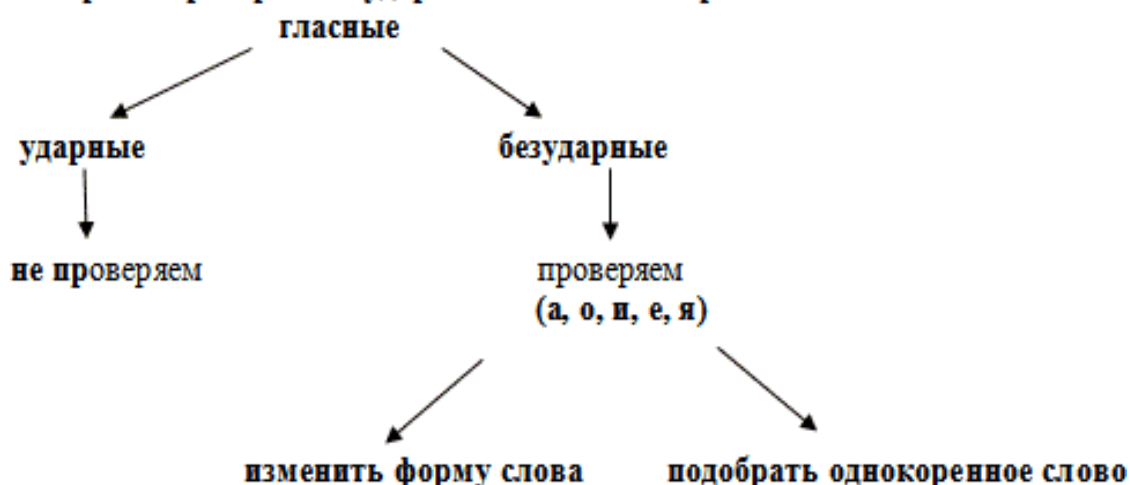 гласные
ударные безударные
не проверяем проверяем
(а, о, и, е, я)
изменить форму слова подобрать однокоренное слово